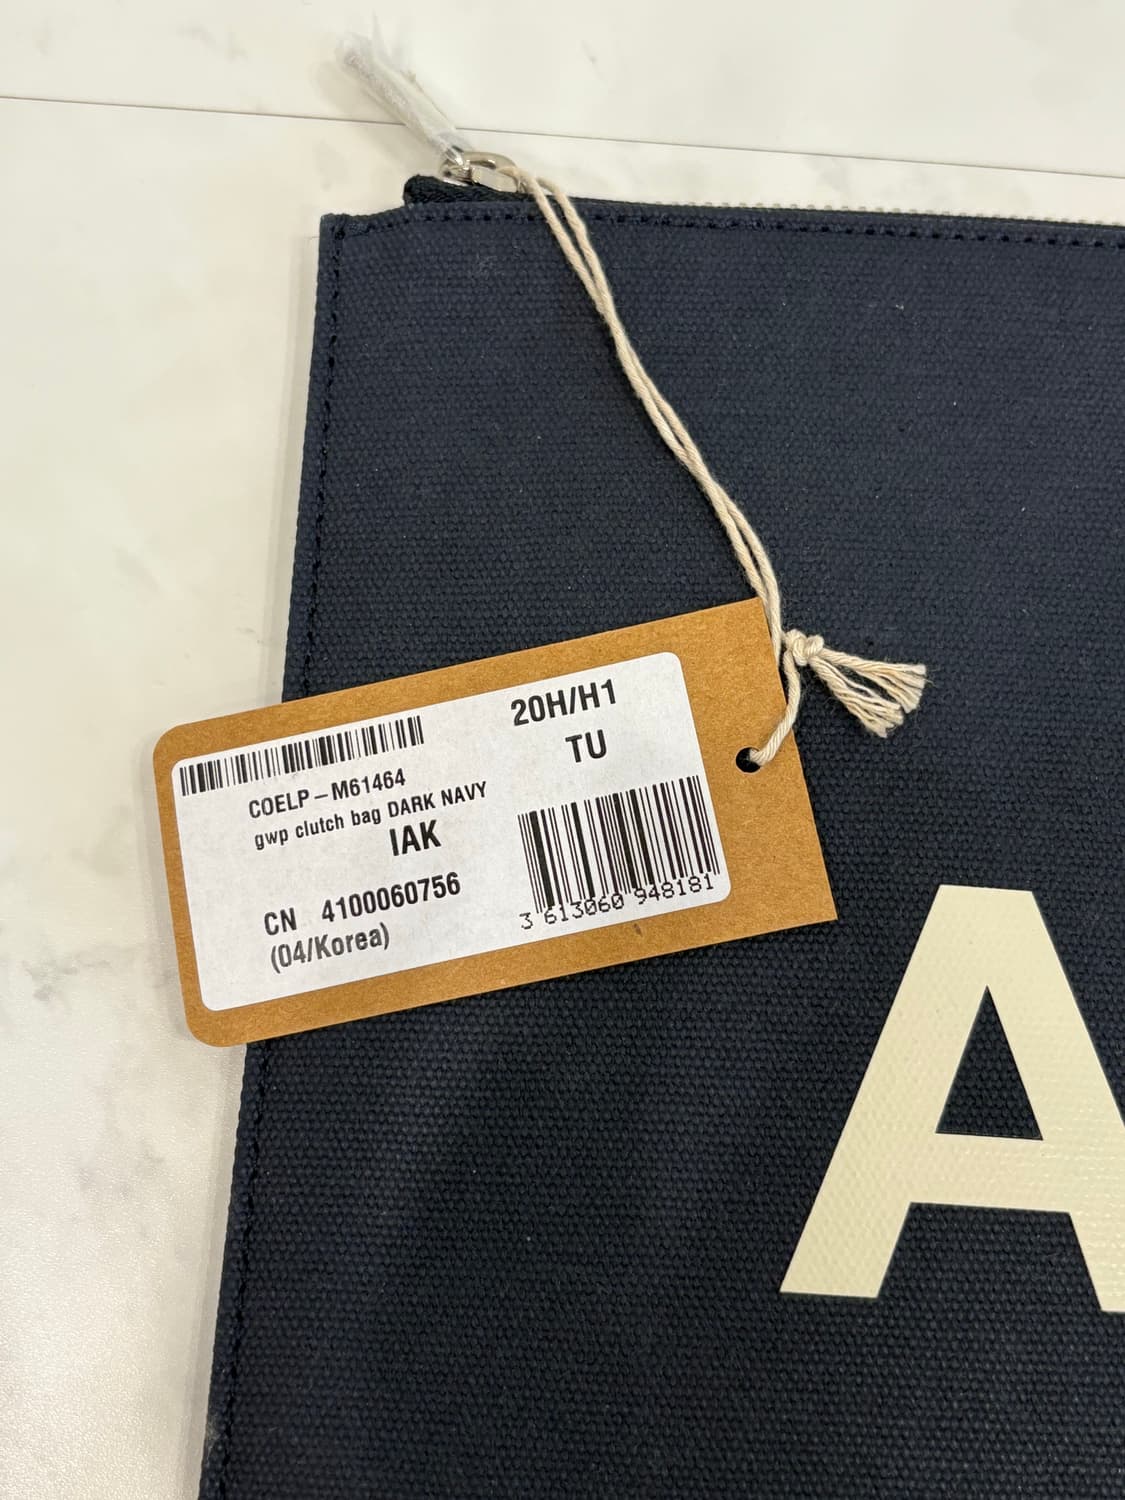 20H/H1
TU
COELP-M61464
gwp clutch bag DARK NAVY
IAK
CN 4100060756
(04/Korea)
3 613060 948181
A